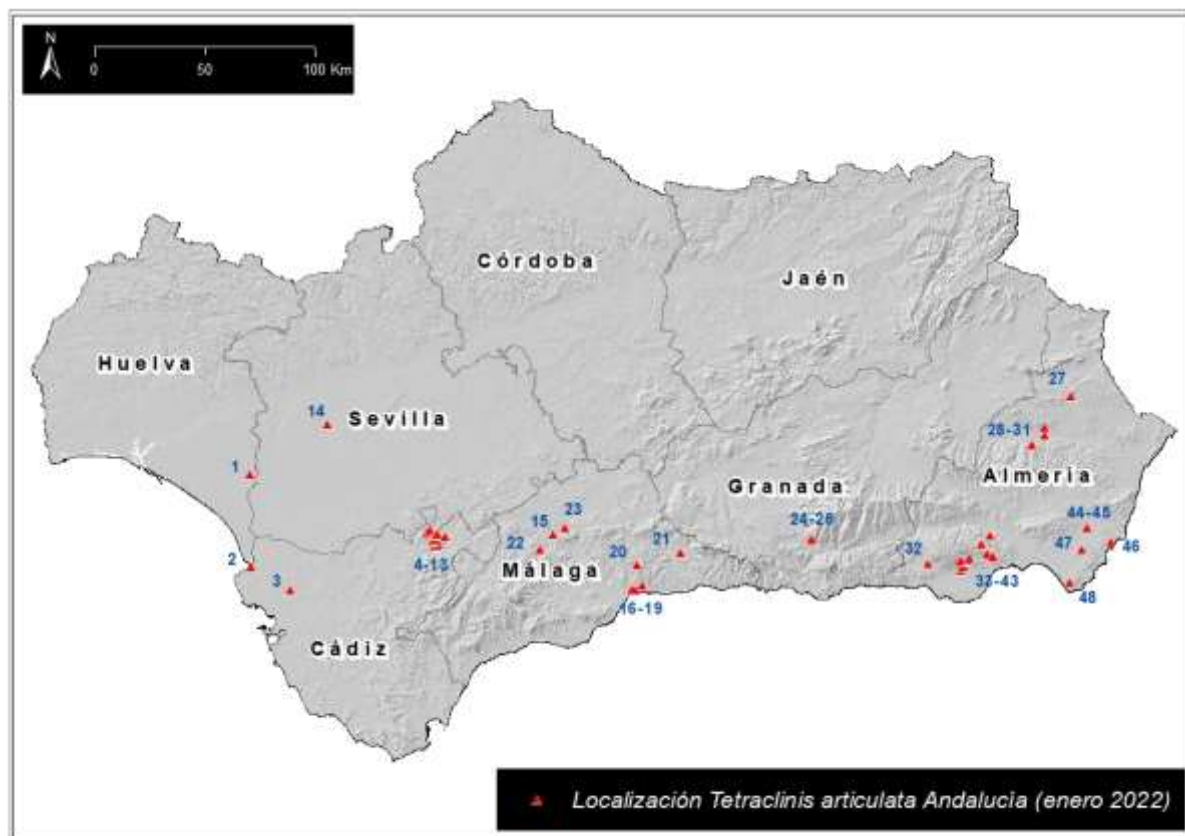 N
0 50 100 Km
Córdoba
Jaén
Huelva
27
14
Sevilla
28-31
Almeria
1
Granada
23
15
24-26
44-45
46
22
20
21
32
47
2
4-13
Málaga
33-43
3
16-19
48
Cádiz
Localización Tetraclinis articulata Andalucìa (enero 2022)